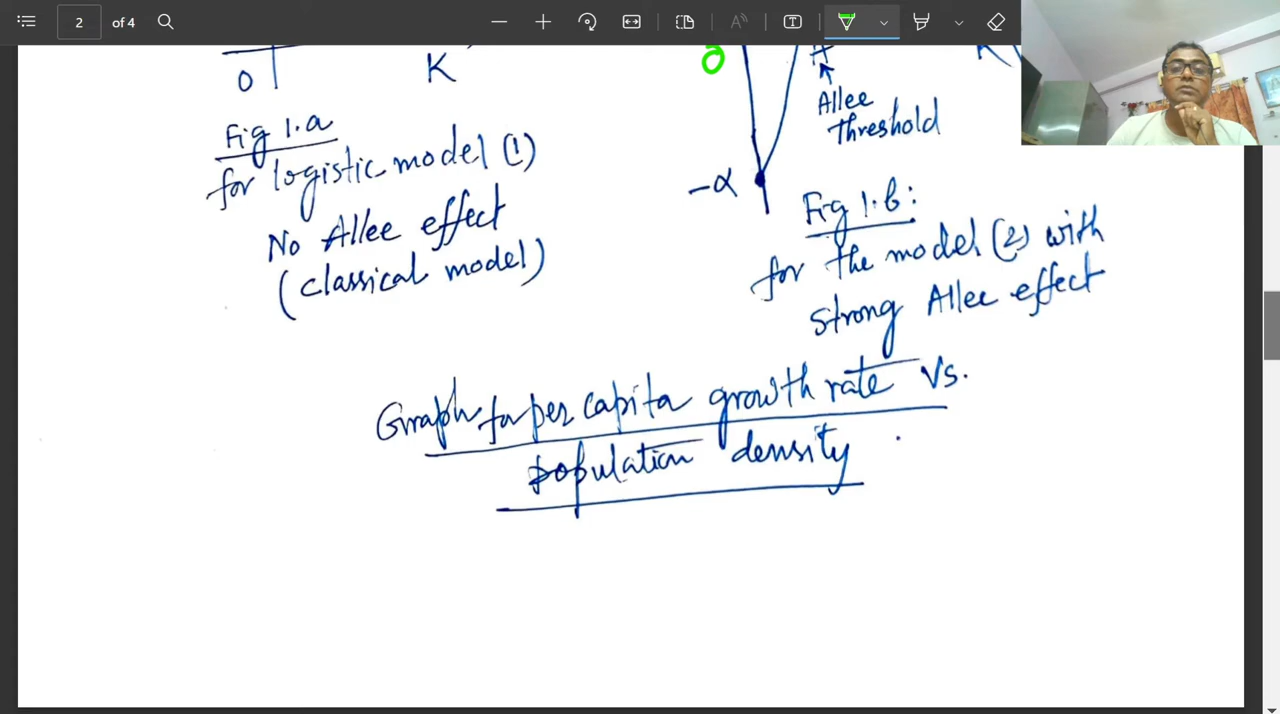 2
of 4
0
K
Fig 1.a
for logistic model (1)
No Allee effect
(classical model)
0
A
K
Allee
threshold
-α
Fig 1.b:
for the model (2) with
strong Allee effect
Graph for per capita growth rate Vs.
population density